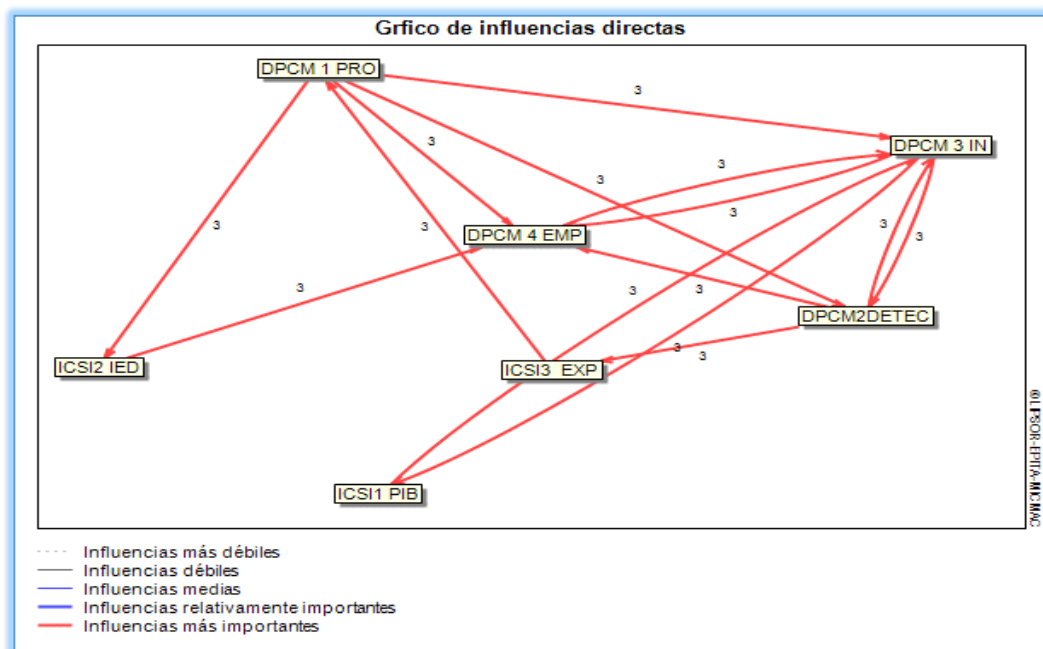 Grfico de influencias directas
DPCM 1 PRO
3
DPCM 3 IN
3
3
3
3
3
3
3
3
DPCM 4 EMP
3
3
3
3
DPCM2DETEC
3
3
ICSI2 IED
ICSI3 EXP
ICSI1 PIB
© LIPSOR-EPITA-MICMAC
Influencias más débiles
Influencias débiles
Influencias medias
Influencias relativamente importantes
Influencias más importantes